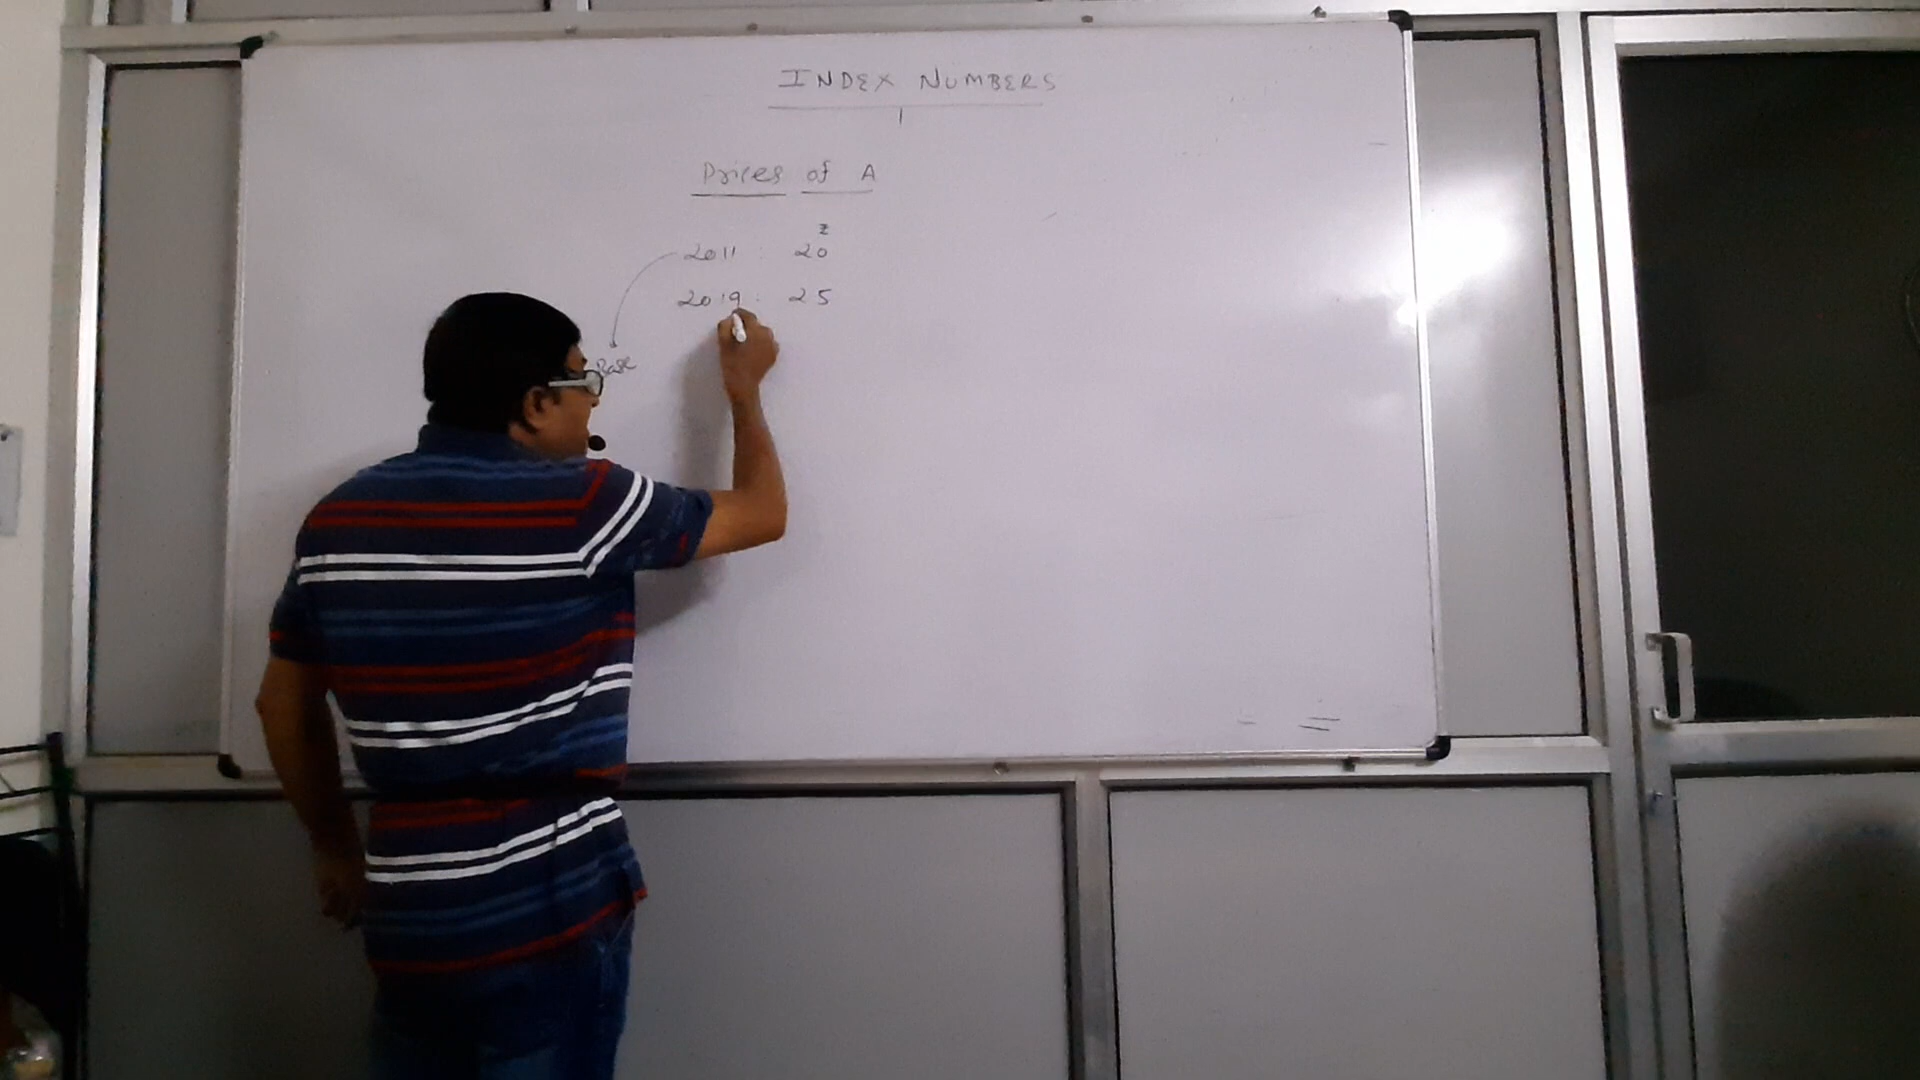 INDEX NUMBERS
Prices of A
2011 : 20
2019 : 25
Base